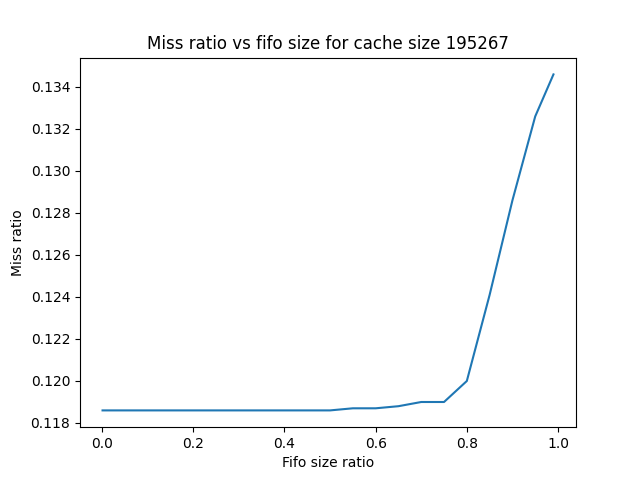 Miss ratio vs fifo size for cache size 195267
0.134
0.132
0.130
0.128
0.126
0.124
0.122
0.120
0.118
Miss ratio
0.0 0.2 0.4 0.6 0.8 1.0
Fifo size ratio